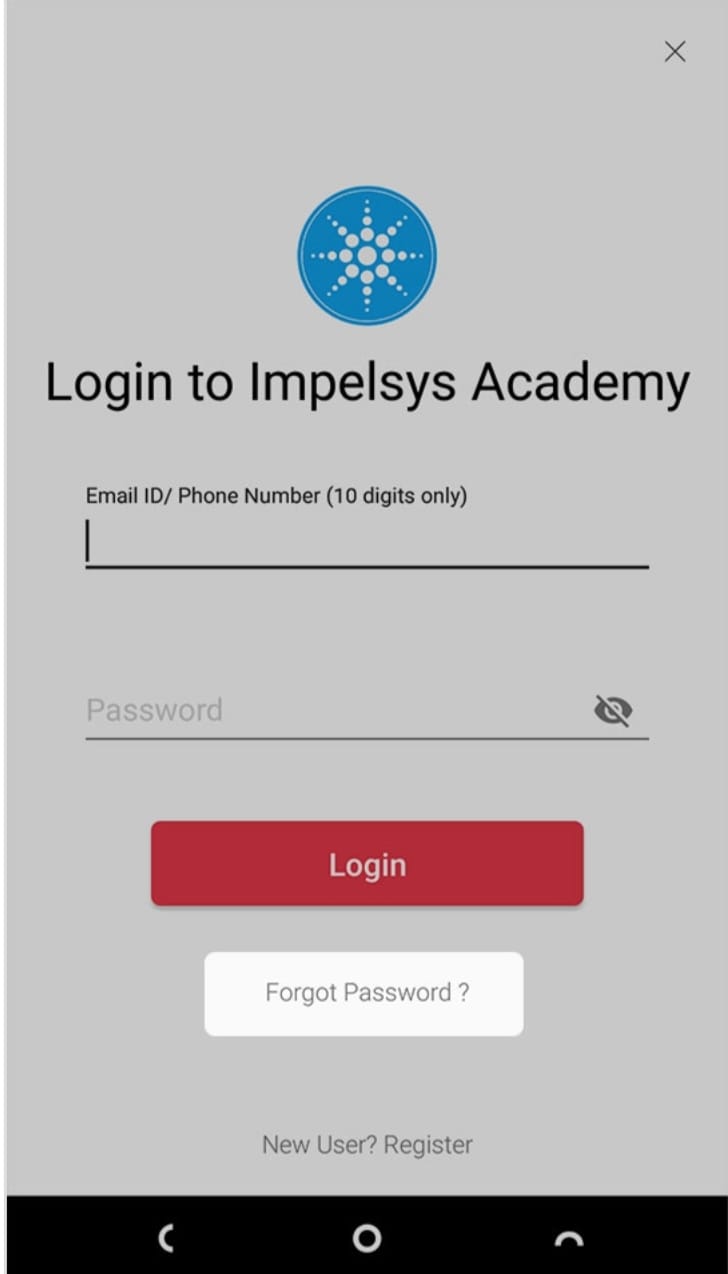 Login to Impelsys Academy
Email ID/ Phone Number (10 digits only)
Password
Login
Forgot Password ?
New User? Register